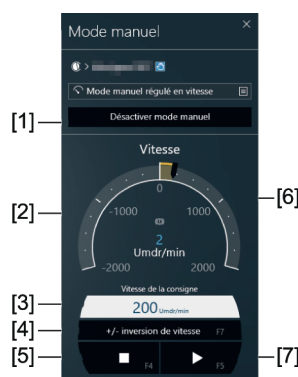 Mode manuel
Mode manuel régulé en vitesse
[1]
Désactiver mode manuel
Vitesse
[2]
[6]
0
-1000
1000
2
Umdr/min
-2000
2000
Vitesse de la consigne
[3]
200 Umdr/min
[4]
+/- inversion de vitesse F7
[5]
F4
F5
[7]